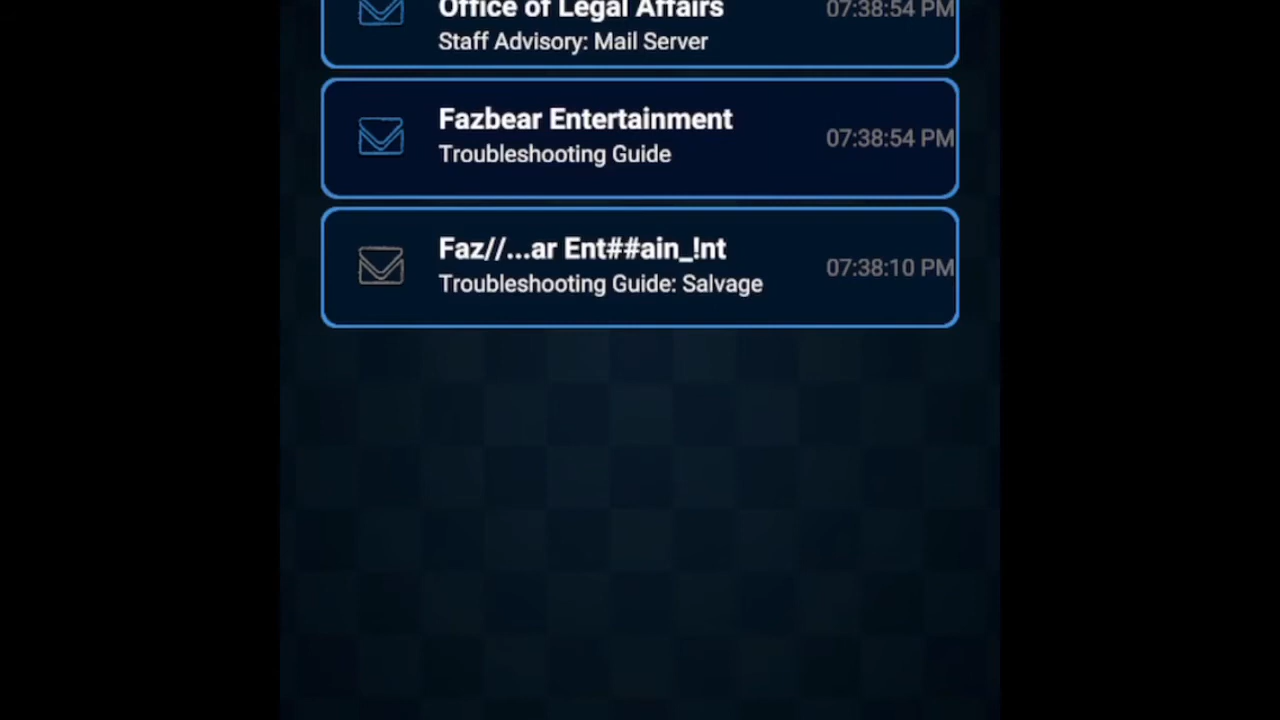 Office of Legal Affairs
07:38:54 PM
Staff Advisory: Mail Server
Fazbear Entertainment
07:38:54 PM
Troubleshooting Guide
Faz//...ar Ent##ain_!nt
07:38:10 PM
Troubleshooting Guide: Salvage